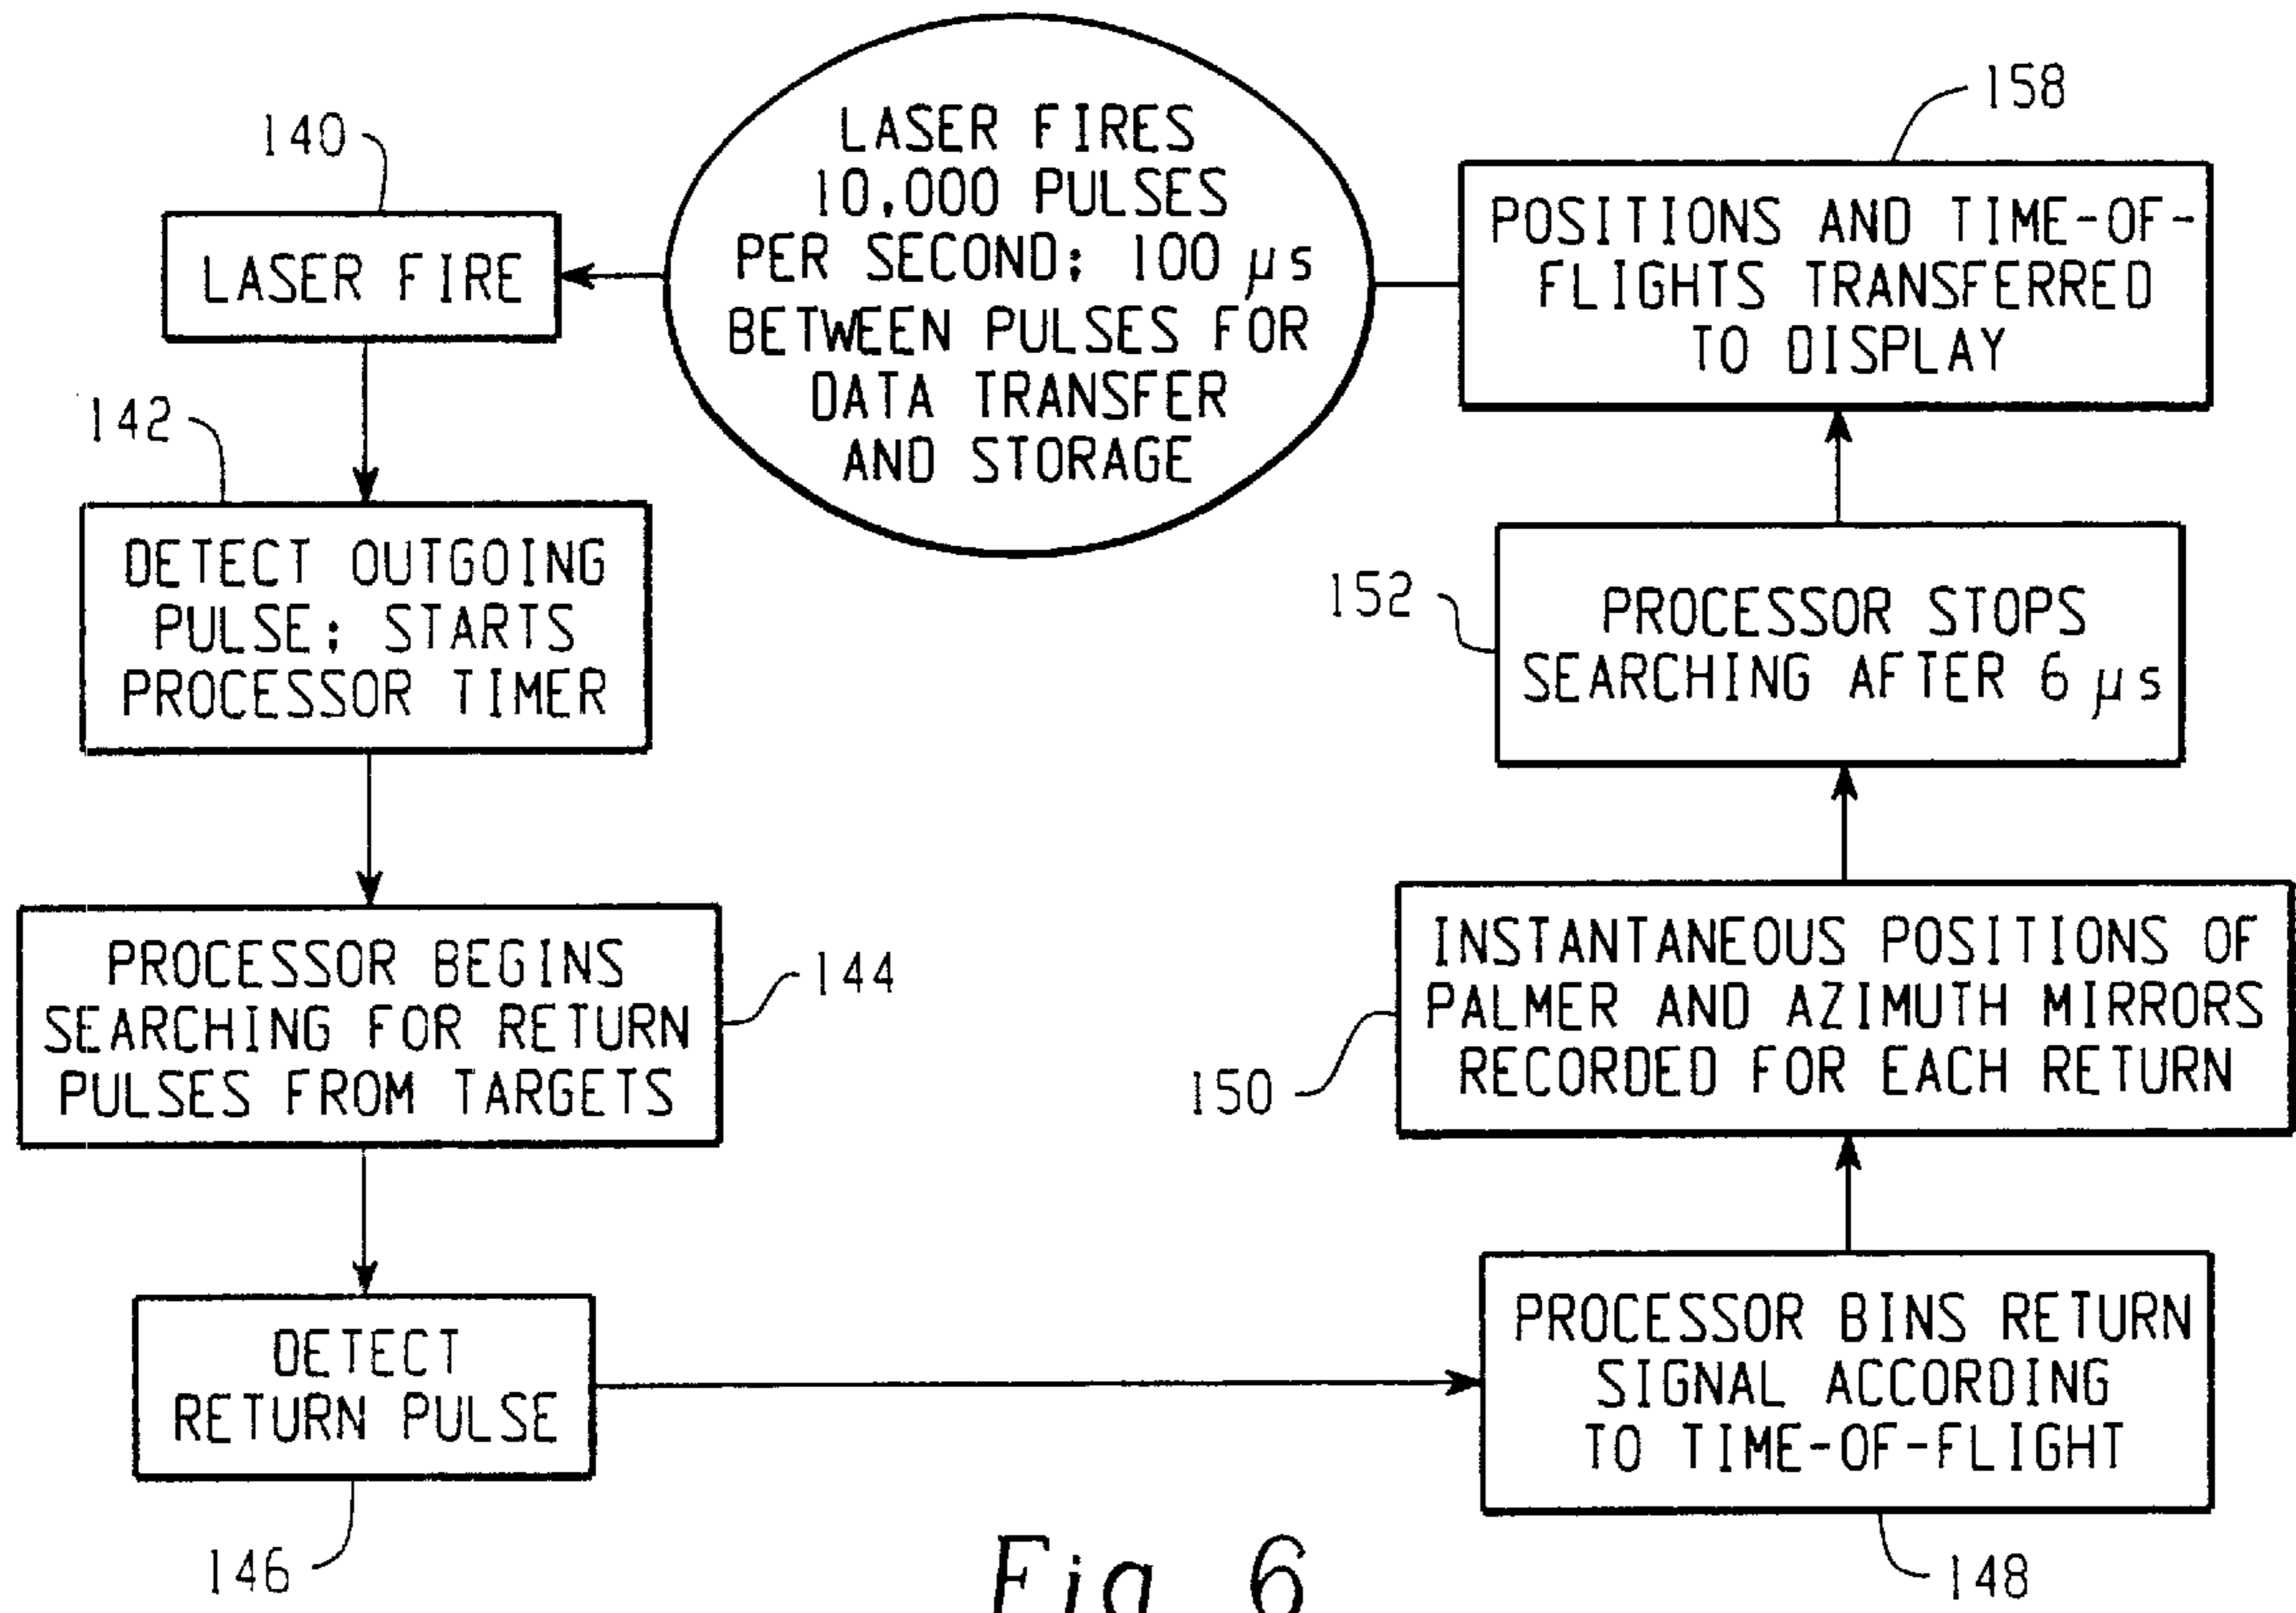 LASER FIRES
10,000 PULSES
PER SECOND; 100 µs
BETWEEN PULSES FOR
DATA TRANSFER
AND STORAGE
140
LASER FIRE
142
DETECT OUTGOING
PULSE; STARTS
PROCESSOR TIMER
144
PROCESSOR BEGINS
SEARCHING FOR RETURN
PULSES FROM TARGETS
146
DETECT
RETURN PULSE
148
PROCESSOR BINS RETURN
SIGNAL ACCORDING
TO TIME-OF-FLIGHT
150
INSTANTANEOUS POSITIONS OF
PALMER AND AZIMUTH MIRRORS
RECORDED FOR EACH RETURN
152
PROCESSOR STOPS
SEARCHING AFTER 6 µs
158
POSITIONS AND TIME-OF-
FLIGHTS TRANSFERRED
TO DISPLAY
Fig 6